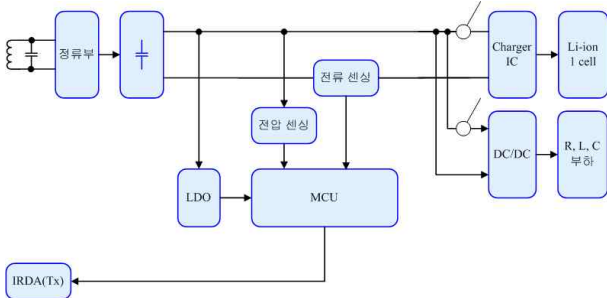 정류부
전류 센싱
전압 센싱
LDO
MCU
IRDA(Tx)
Charger
IC
Li-ion
1 cell
DC/DC
R, L, C
부하